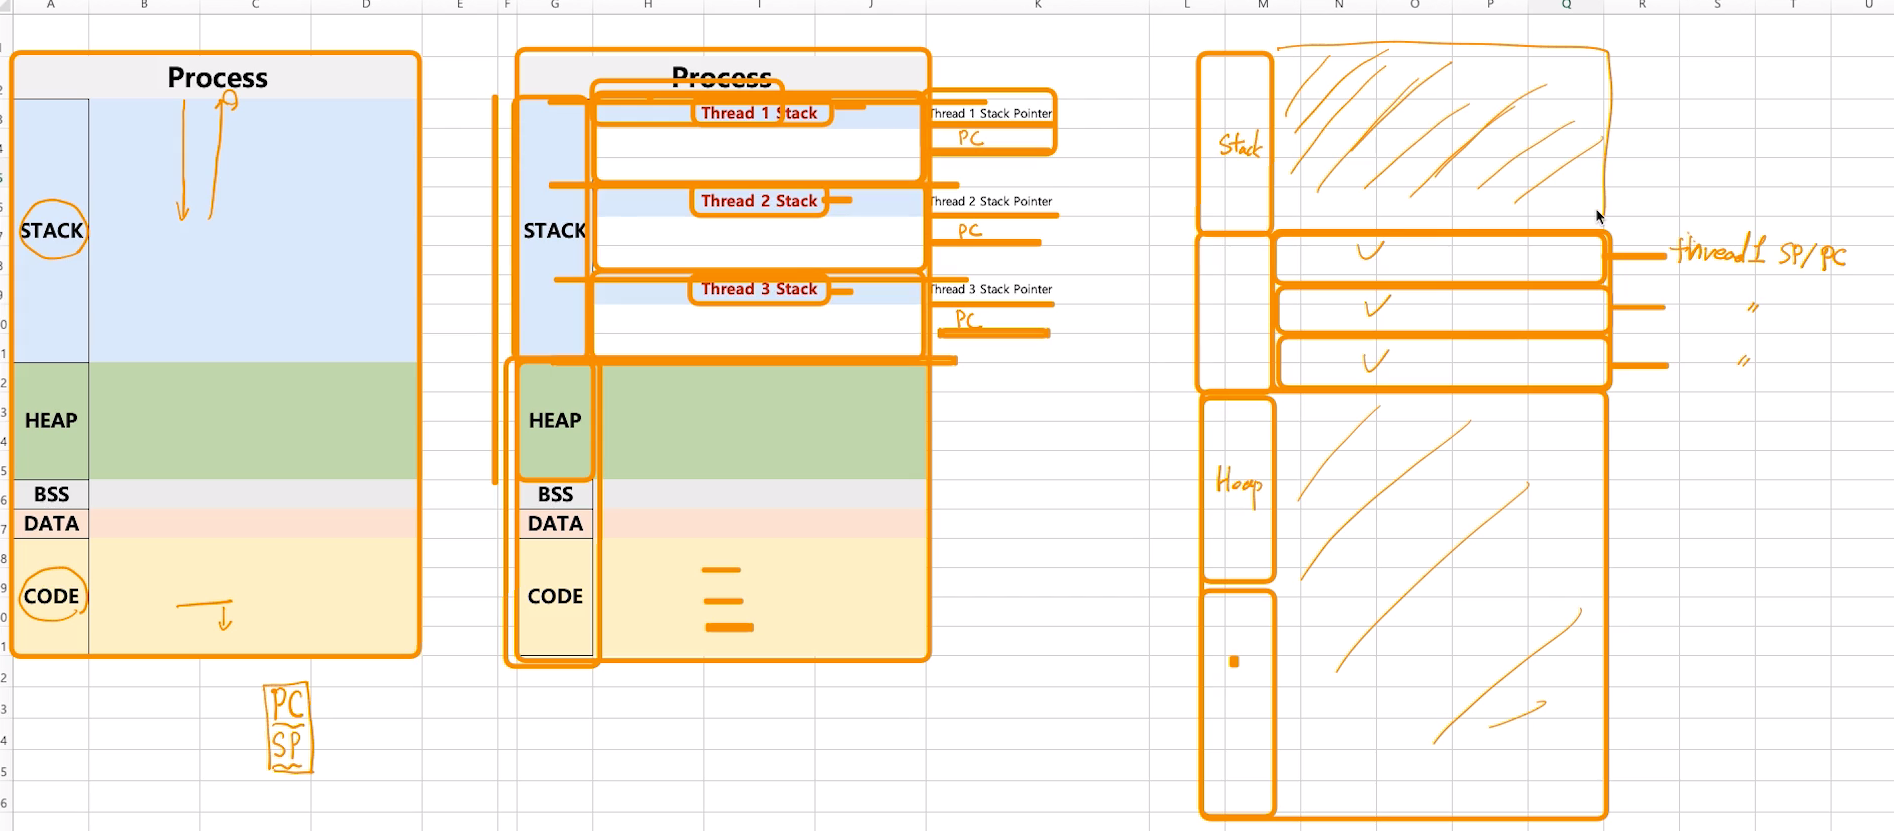 A B C D E F G H I J K L M N O P Q R S T U
Process
STACK
HEAP
BSS
DATA
CODE
PC
SP
Process
Thread 1 Stack
Thread 1 Stack Pointer
PC
Thread 2 Stack
Thread 2 Stack Pointer
PC
STACK
Thread 3 Stack
Thread 3 Stack Pointer
PC
HEAP
BSS
DATA
CODE
Stack
thread1 SP/PC
〃
〃
Heap